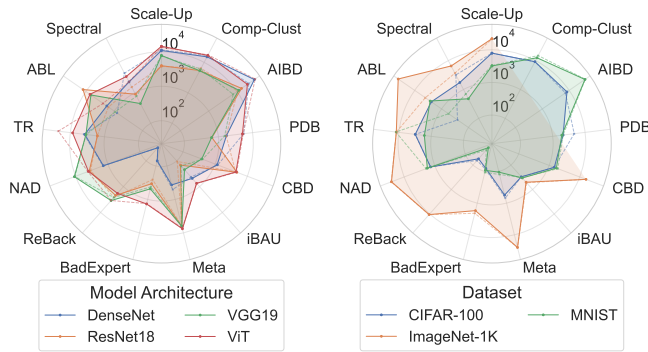 Scale-Up
Spectral
Comp-Clust
ABL
AIBD
TR
PDB
NAD
CBD
ReBack
iBAU
BadExpert
Meta
10^4
10^3
10^2
Model Architecture
DenseNet
VGG19
ResNet18
ViT
Scale-Up
Spectral
Comp-Clust
ABL
AIBD
TR
PDB
NAD
CBD
ReBack
iBAU
BadExpert
Meta
10^4
10^3
10^2
Dataset
CIFAR-100
MNIST
ImageNet-1K